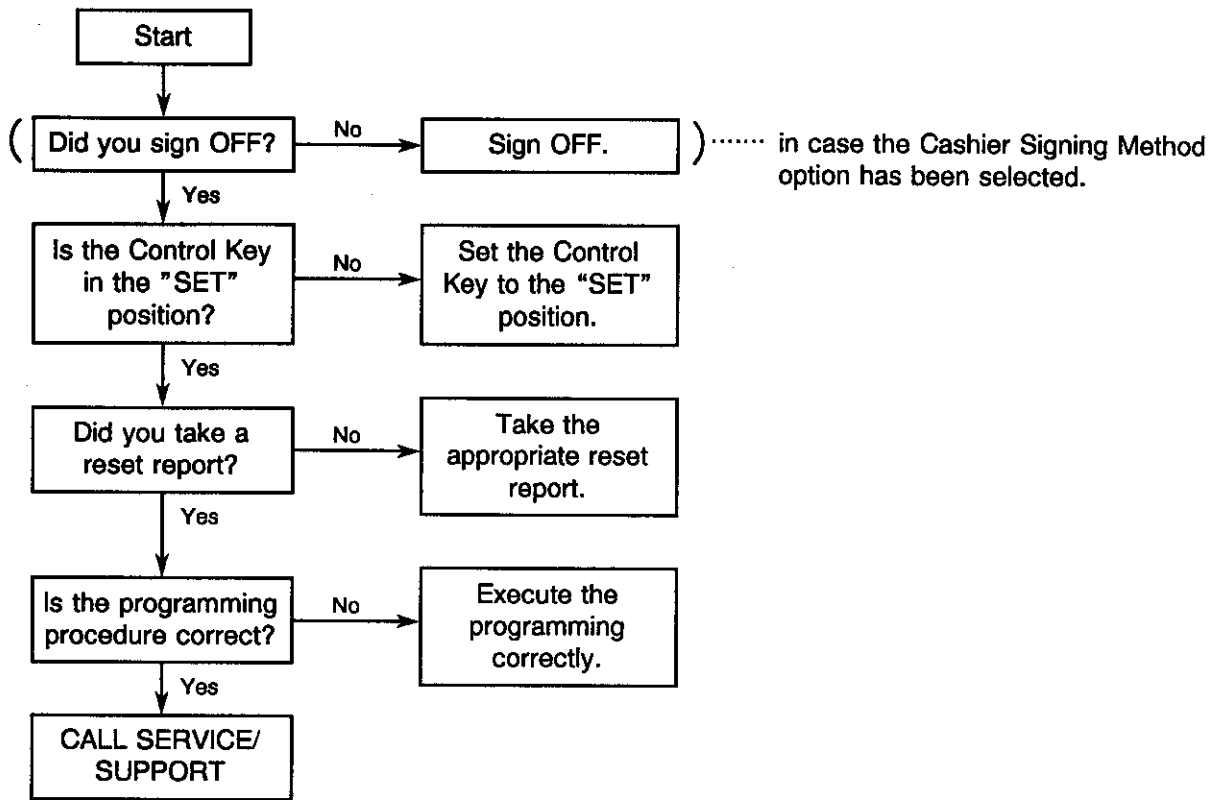 Start
( Did you sign OFF?
No
Sign OFF.
) ······· in case the Cashier Signing Method
option has been selected.
Yes
Is the Control Key
in the "SET"
position?
No
Set the Control
Key to the “SET”
position.
Yes
Did you take a
reset report?
No
Take the
appropriate reset
report.
Yes
Is the programming
procedure correct?
No
Execute the
programming
correctly.
Yes
CALL SERVICE/
SUPPORT